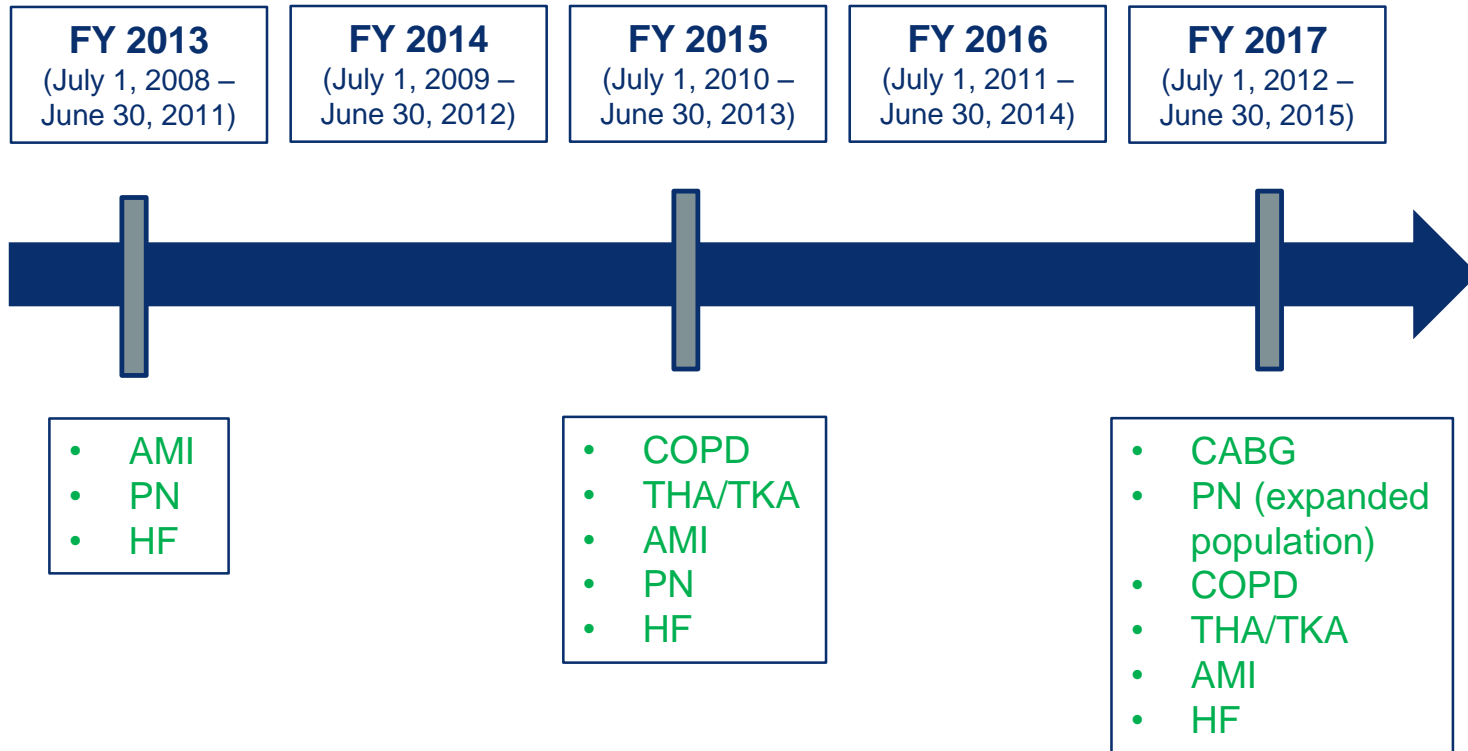 FY 2013
(July 1, 2008 –
June 30, 2011)
FY 2014
(July 1, 2009 –
June 30, 2012)
FY 2015
(July 1, 2010 –
June 30, 2013)
FY 2016
(July 1, 2011 –
June 30, 2014)
FY 2017
(July 1, 2012 –
June 30, 2015)
• AMI
• PN
• HF
• COPD
• THA/TKA
• AMI
• PN
• HF
• CABG
• PN (expanded
population)
• COPD
• THA/TKA
• AMI
• HF